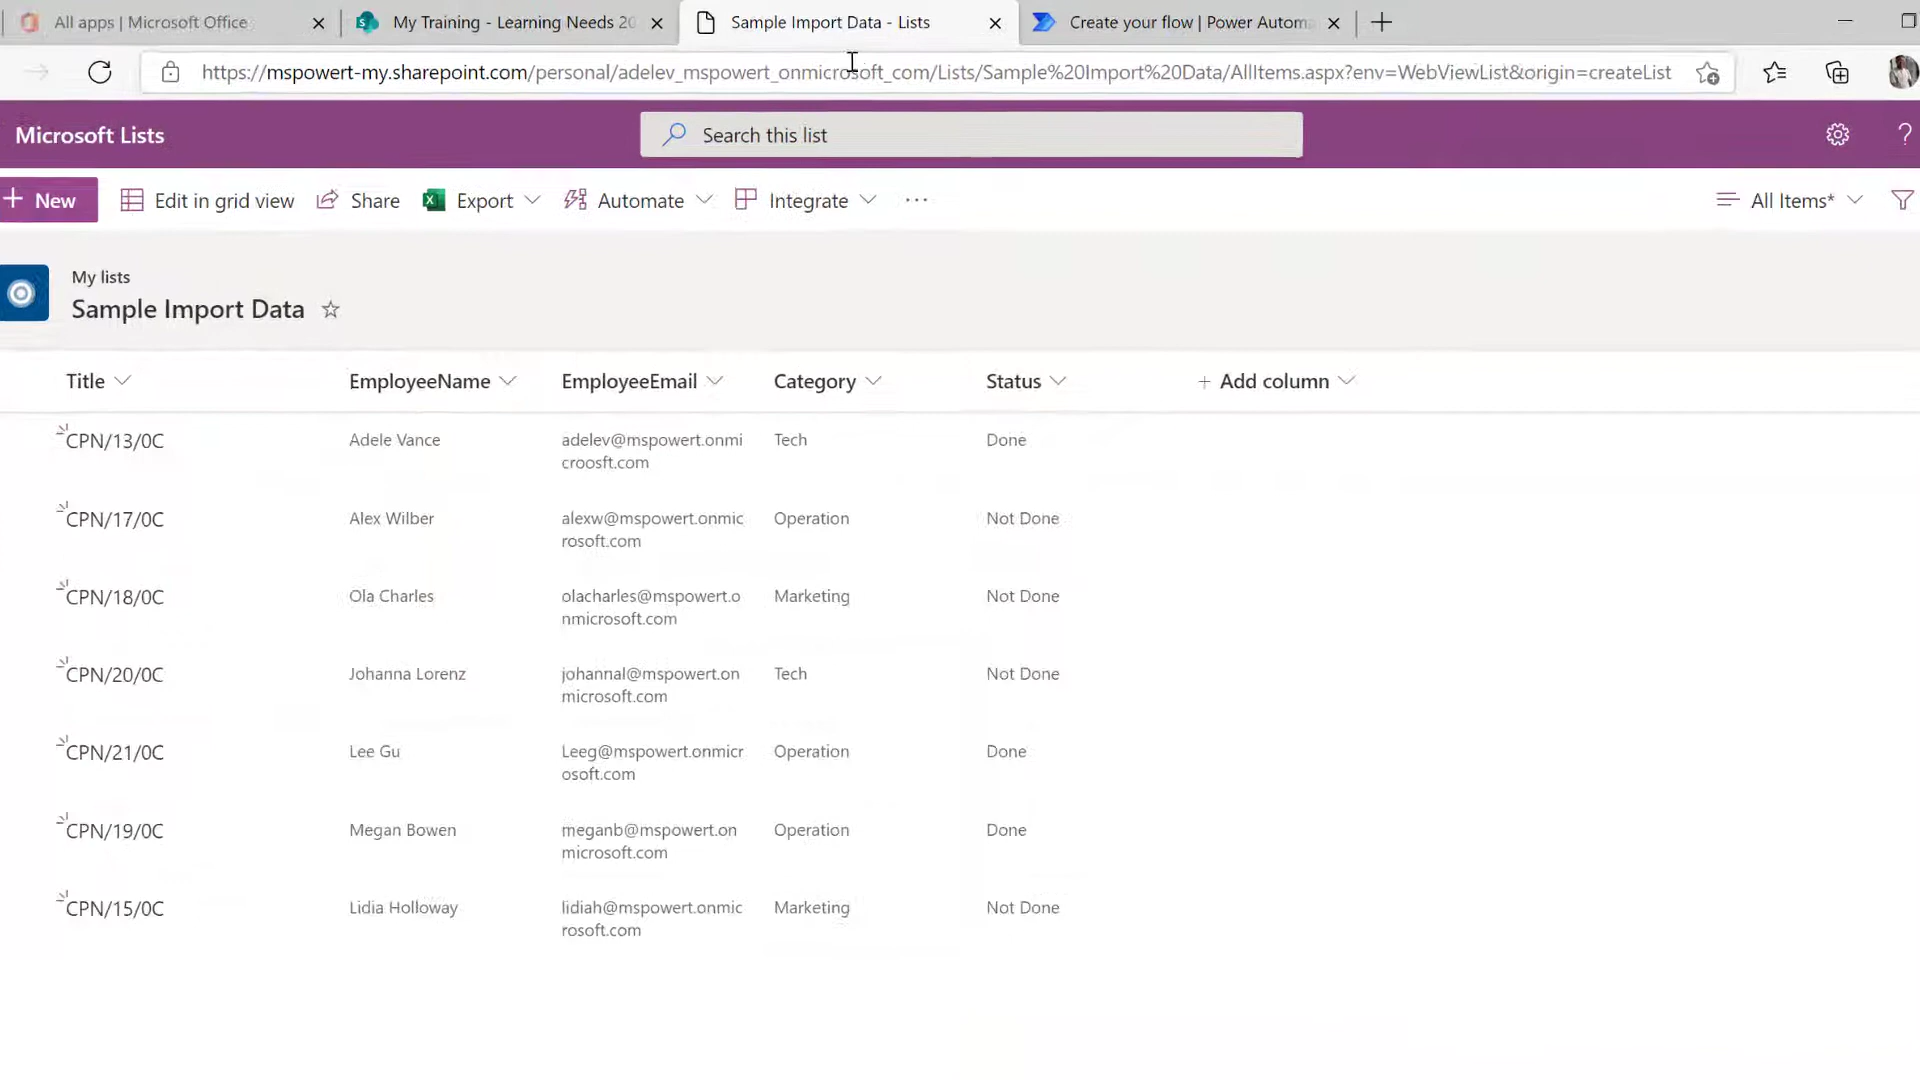 All apps | Microsoft Office
My Training - Learning Needs 20
Sample Import Data - Lists
Create your flow | Power Automa
https://mspowert-my.sharepoint.com/personal/adelev_mspowert_onmicrosoft_com/Lists/Sample%20Import%20Data/AllItems.aspx?env=WebViewList&origin=createList
Microsoft Lists
Search this list
?
+ New
Edit in grid view
Share
Export
Automate
Integrate
···
All Items*
My lists
Sample Import Data
Title EmployeeName EmployeeEmail Category Status + Add column
CPN/13/0C Adele Vance adelev@mspowert.onmi Tech Done
croosft.com
CPN/17/0C Alex Wilber alexw@mspowert.onmic Operation Not Done
rosoft.com
CPN/18/0C Ola Charles olacharles@mspowert.o Marketing Not Done
nmicrosoft.com
CPN/20/0C Johanna Lorenz johannal@mspowert.on Tech Not Done
microsoft.com
CPN/21/0C Lee Gu Leeg@mspowert.onmicr Operation Done
osoft.com
CPN/19/0C Megan Bowen meganb@mspowert.on Operation Done
microsoft.com
CPN/15/0C Lidia Holloway lidiah@mspowert.onmic Marketing Not Done
rosoft.com